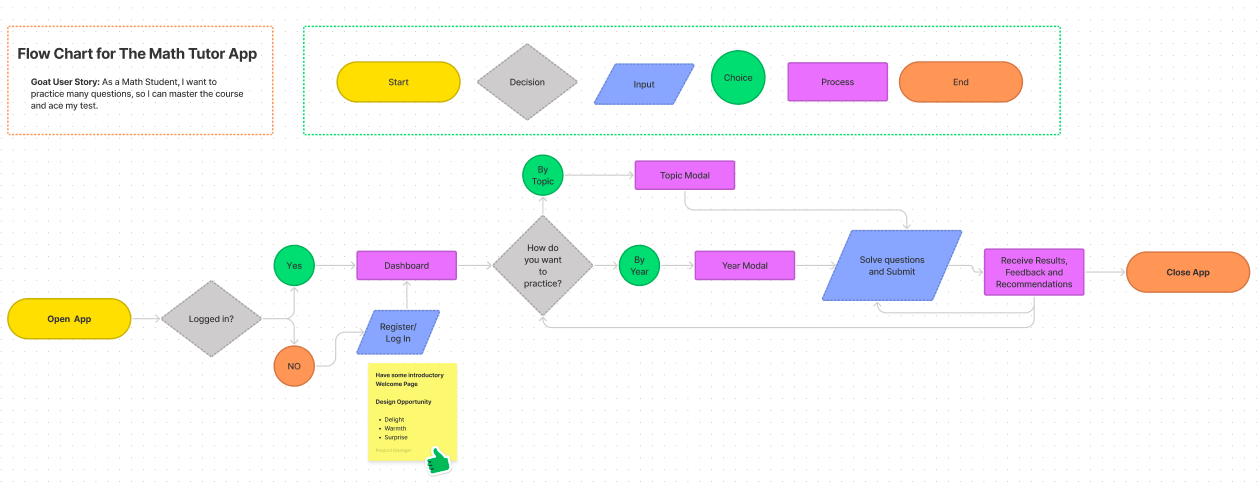 Flow Chart for The Math Tutor App
Goat User Story: As a Math Student, I want to
practice many questions, so I can master the course
and ace my test.
Start
Decision
Input
Choice
Process
End
By
Topic
Topic Modal
Yes
Dashboard
How do
you want
to
practice?
By
Year
Year Modal
Solve questions
and Submit
Receive Results,
Feedback and
Recommendations
Close App
Open App
Logged in?
NO
Register/
Log In
Have some introductory
Welcome Page
Design Opportunity
• Delight
• Warmth
• Surprise
Product Manager